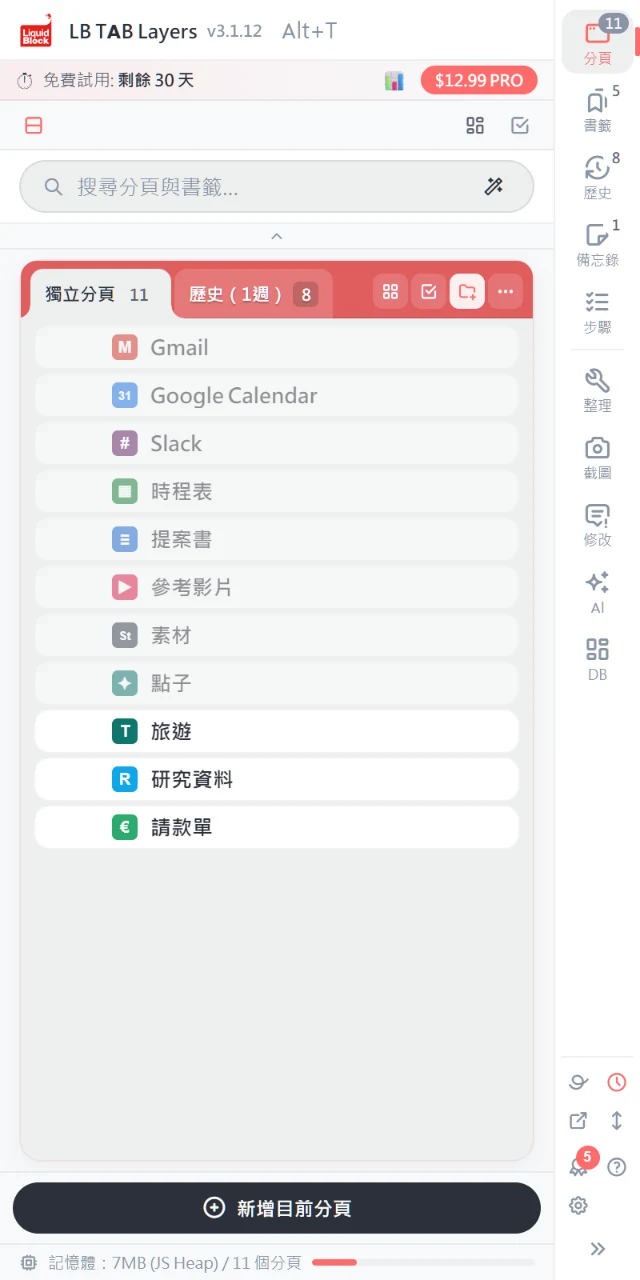 Liquid Block
LB TAB Layers v3.1.12 Alt+T
免費試用: 剩餘 30 天
$12.99 PRO
搜尋分頁與書籤...
獨立分頁 11
歷史 ( 1週 ) 8
M Gmail
31 Google Calendar
# Slack
時程表
提案書
參考影片
St 素材
點子
T 旅遊
R 研究資料
€ 請款單
新增目前分頁
記憶體：7MB (JS Heap) / 11 個分頁
11
分頁
5
書籤
8
歷史
1
備忘錄
步驟
整理
截圖
修改
AI
DB
5